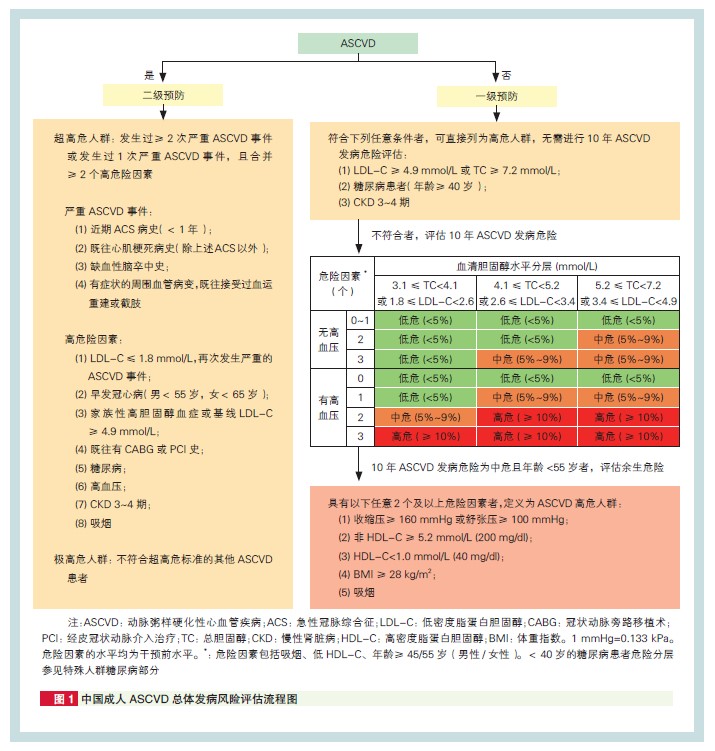 ASCVD
是
否
二级预防
一级预防
超高危人群：发生过≥ 2 次严重 ASCVD 事件
或发生过 1 次严重 ASCVD 事件，且合并
≥ 2 个高危险因素
严重 ASCVD 事件：
(1) 近期 ACS 病史( < 1 年 )；
(2) 既往心肌梗死病史( 除上述ACS以外 )；
(3) 缺血性脑卒中史；
(4) 有症状的周围血管病变，既往接受过血运
重建或截肢
高危险因素：
(1) LDL-C ≤ 1.8 mmol/L，再次发生严重的
ASCVD 事件；
(2) 早发冠心病( 男< 55 岁，女< 65 岁 )；
(3) 家族性高胆固醇血症或基线 LDL-C
≥ 4.9 mmol/L；
(4) 既往有 CABG 或 PCI 史；
(5) 糖尿病；
(6) 高血压；
(7) CKD 3~4 期；
(8) 吸烟
极高危人群：不符合超高危标准的其他 ASCVD
患者
符合下列任意条件者，可直接列为高危人群，无需进行 10 年 ASCVD
发病危险评估：
(1) LDL-C ≥ 4.9 mmol/L 或 TC ≥ 7.2 mmol/L；
(2) 糖尿病患者( 年龄≥ 40 岁 )；
(3) CKD 3~4 期
不符合者，评估 10 年 ASCVD 发病危险
危险因素*
(个)
血清胆固醇水平分层 (mmol/L)
3.1 ≤ TC<4.1
或 1.8 ≤ LDL-C<2.6
4.1 ≤ TC<5.2
或 2.6 ≤ LDL-C<3.4
5.2 ≤ TC<7.2
或 3.4 ≤ LDL-C<4.9
无高
血压
0~1 低危 (<5%) 低危 (<5%) 低危 (<5%)
2 低危 (<5%) 低危 (<5%) 中危 (5%~9%)
3 低危 (<5%) 中危 (5%~9%) 中危 (5%~9%)
有高
血压
0 低危 (<5%) 低危 (<5%) 低危 (<5%)
1 低危 (<5%) 中危 (5%~9%) 中危 (5%~9%)
2 中危 (5%~9%) 高危 (≥ 10%) 高危 (≥ 10%)
3 高危 (≥ 10%) 高危 (≥ 10%) 高危 (≥ 10%)
10 年 ASCVD 发病危险为中危且年龄 <55 岁者，评估余生危险
具有以下任意 2 个及以上危险因素者，定义为 ASCVD 高危人群：
(1) 收缩压≥ 160 mmHg 或舒张压≥ 100 mmHg；
(2) 非 HDL-C ≥ 5.2 mmol/L (200 mg/dl)；
(3) HDL-C<1.0 mmol/L (40 mg/dl)；
(4) BMI ≥ 28 kg/m²；
(5) 吸烟
注：ASCVD：动脉粥样硬化性心血管疾病；ACS：急性冠脉综合征；LDL-C：低密度脂蛋白胆固醇；CABG：冠状动脉旁路移植术；
PCI：经皮冠状动脉介入治疗；TC：总胆固醇；CKD：慢性肾脏病；HDL-C：高密度脂蛋白胆固醇；BMI：体重指数。1 mmHg=0.133 kPa。
危险因素的水平均为干预前水平。*：危险因素包括吸烟、低 HDL-C、年龄≥ 45/55 岁（男性 / 女性）。< 40 岁的糖尿病患者危险分层
参见特殊人群糖尿病部分
图 1 中国成人 ASCVD 总体发病风险评估流程图